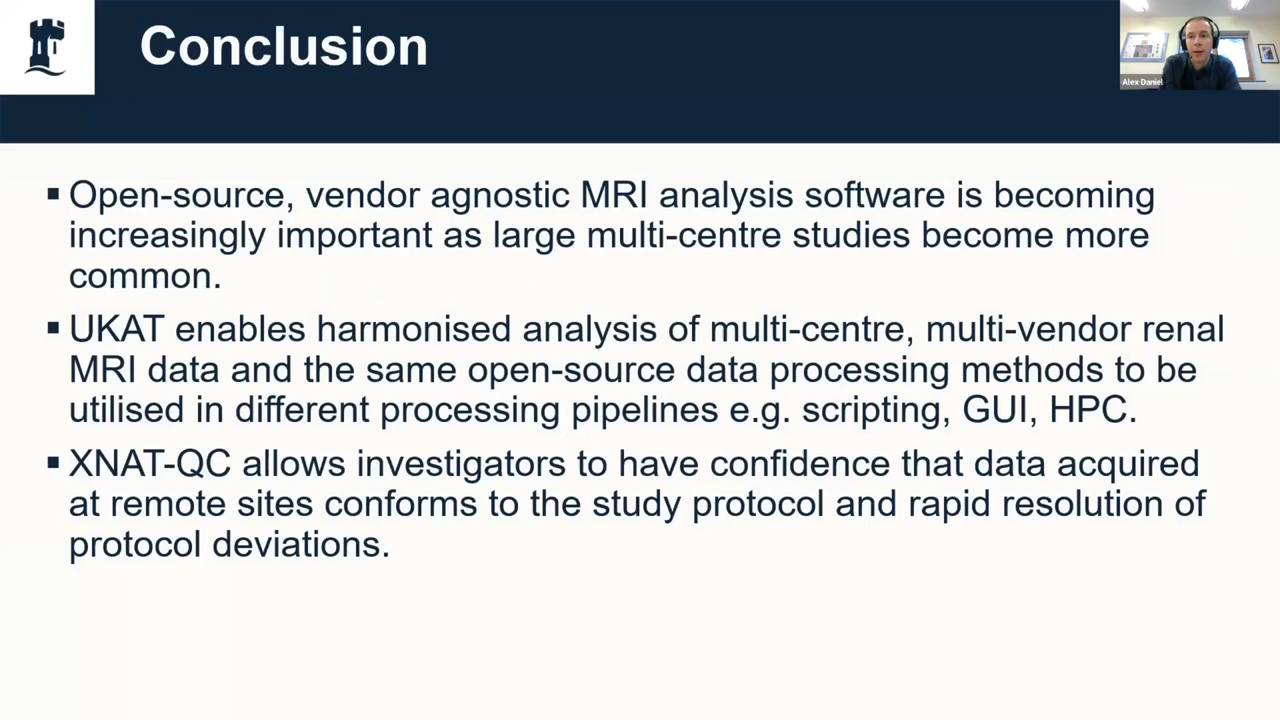 Conclusion
Alex Daniel
▪ Open-source, vendor agnostic MRI analysis software is becoming
increasingly important as large multi-centre studies become more
common.
▪ UKAT enables harmonised analysis of multi-centre, multi-vendor renal
MRI data and the same open-source data processing methods to be
utilised in different processing pipelines e.g. scripting, GUI, HPC.
▪ XNAT-QC allows investigators to have confidence that data acquired
at remote sites conforms to the study protocol and rapid resolution of
protocol deviations.